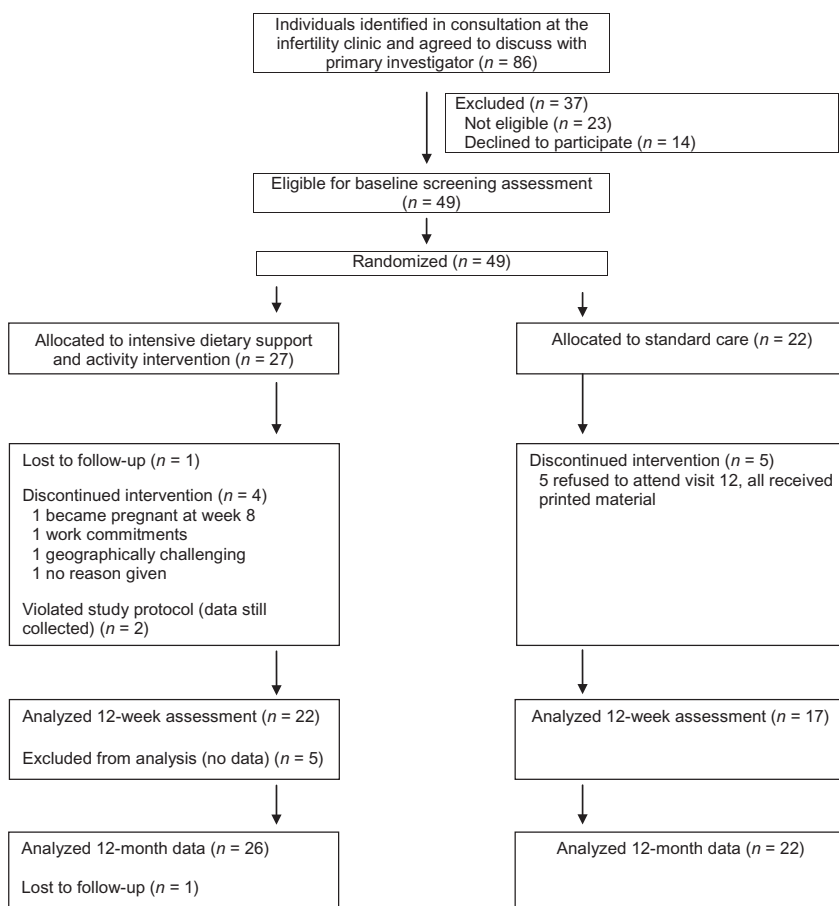 Individuals identified in consultation at the
infertility clinic and agreed to discuss with
primary investigator (n = 86)
Excluded (n = 37)
Not eligible (n = 23)
Declined to participate (n = 14)
Eligible for baseline screening assessment
(n = 49)
Randomized (n = 49)
Allocated to intensive dietary support
and activity intervention (n = 27)
Allocated to standard care (n = 22)
Lost to follow-up (n = 1)
Discontinued intervention (n = 4)
1 became pregnant at week 8
1 work commitments
1 geographically challenging
1 no reason given
Violated study protocol (data still
collected) (n = 2)
Discontinued intervention (n = 5)
5 refused to attend visit 12, all received
printed material
Analyzed 12-week assessment (n = 22)
Excluded from analysis (no data) (n = 5)
Analyzed 12-week assessment (n = 17)
Analyzed 12-month data (n = 26)
Lost to follow-up (n = 1)
Analyzed 12-month data (n = 22)